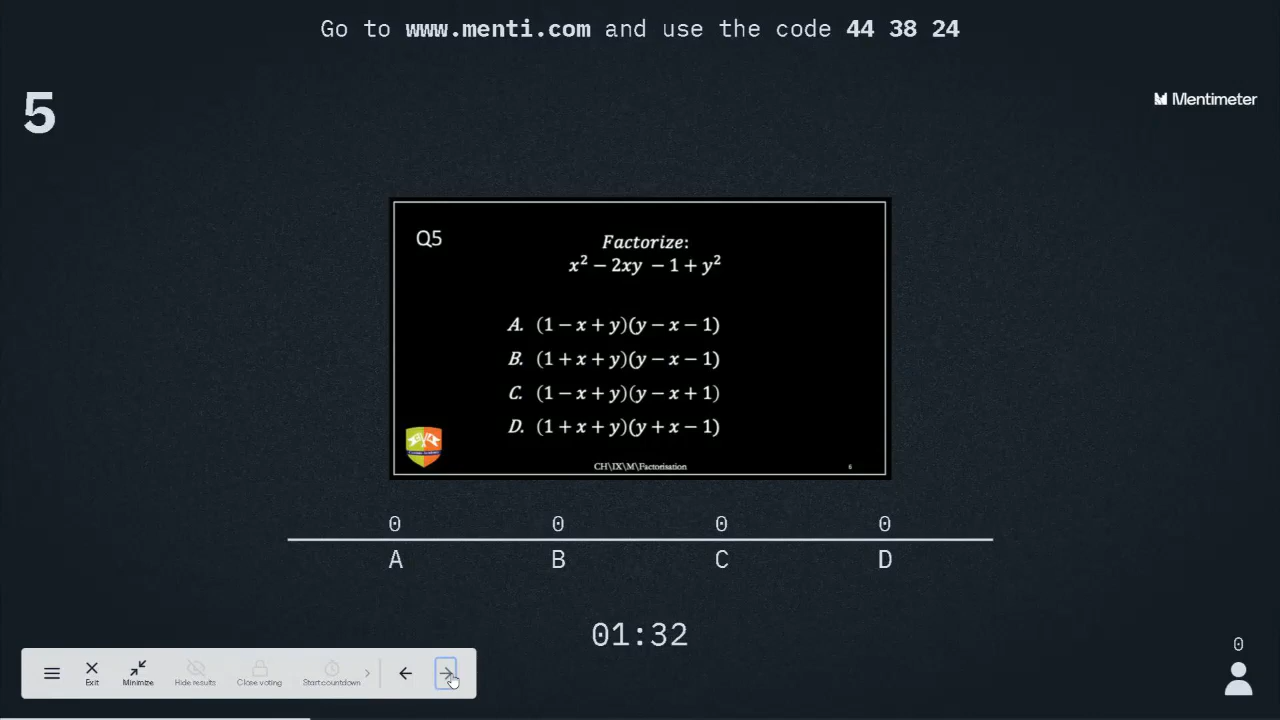 Go to www.menti.com and use the code 44 38 24
5
Mentimeter
Q5
Factorize:
x² − 2xy − 1 + y²
A. (1 − x + y)(y − x − 1)
B. (1 + x + y)(y − x − 1)
C. (1 − x + y)(y − x + 1)
D. (1 + x + y)(y + x − 1)
CH\IX\M\Factorisation 6
0 0 0 0
A B C D
01:32
Exit Minimize Hide results Close voting Start countdown
0